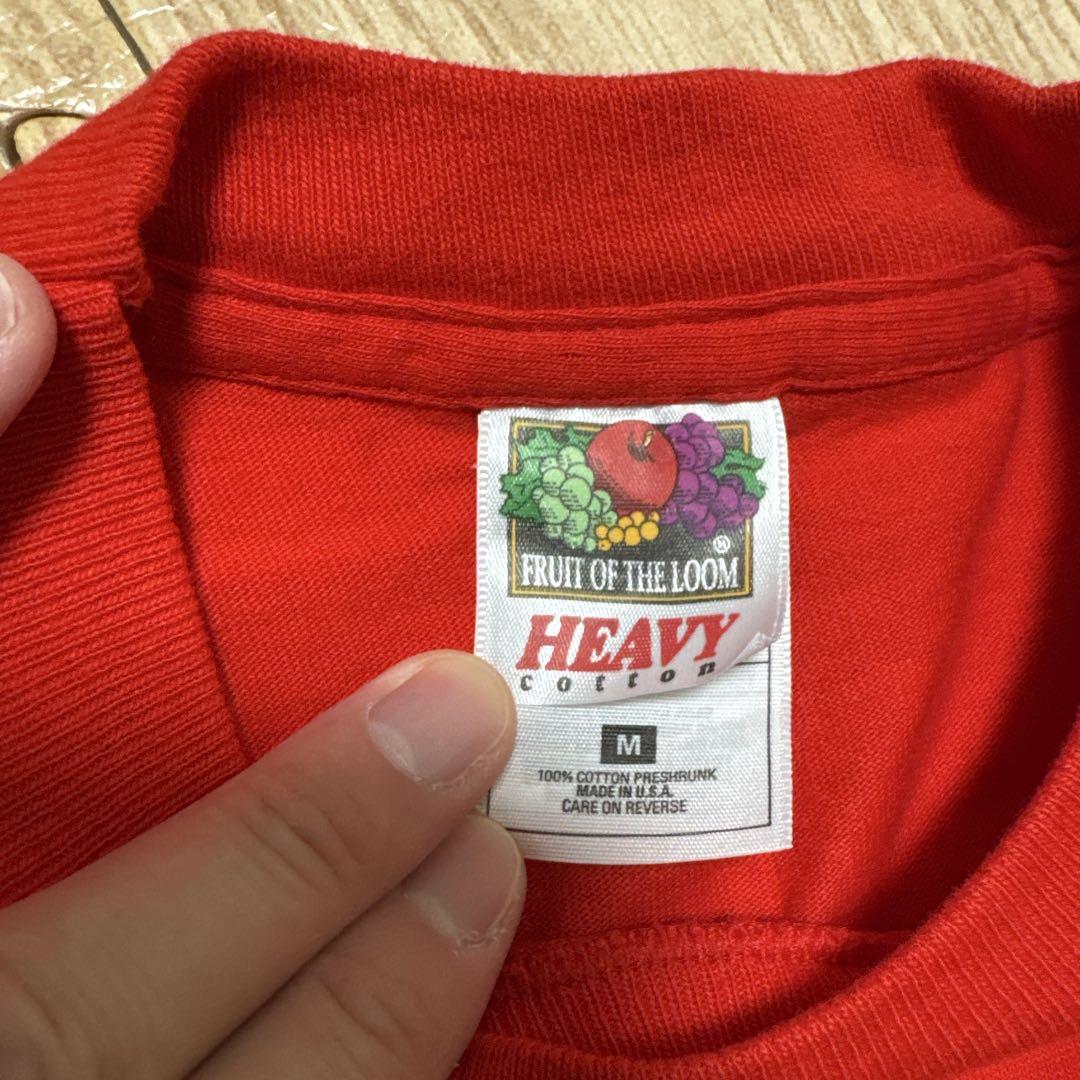 FRUIT OF THE LOOM
HEAVY
cotton
M
100% COTTON PRESHRUNK
MADE IN U.S.A.
CARE ON REVERSE